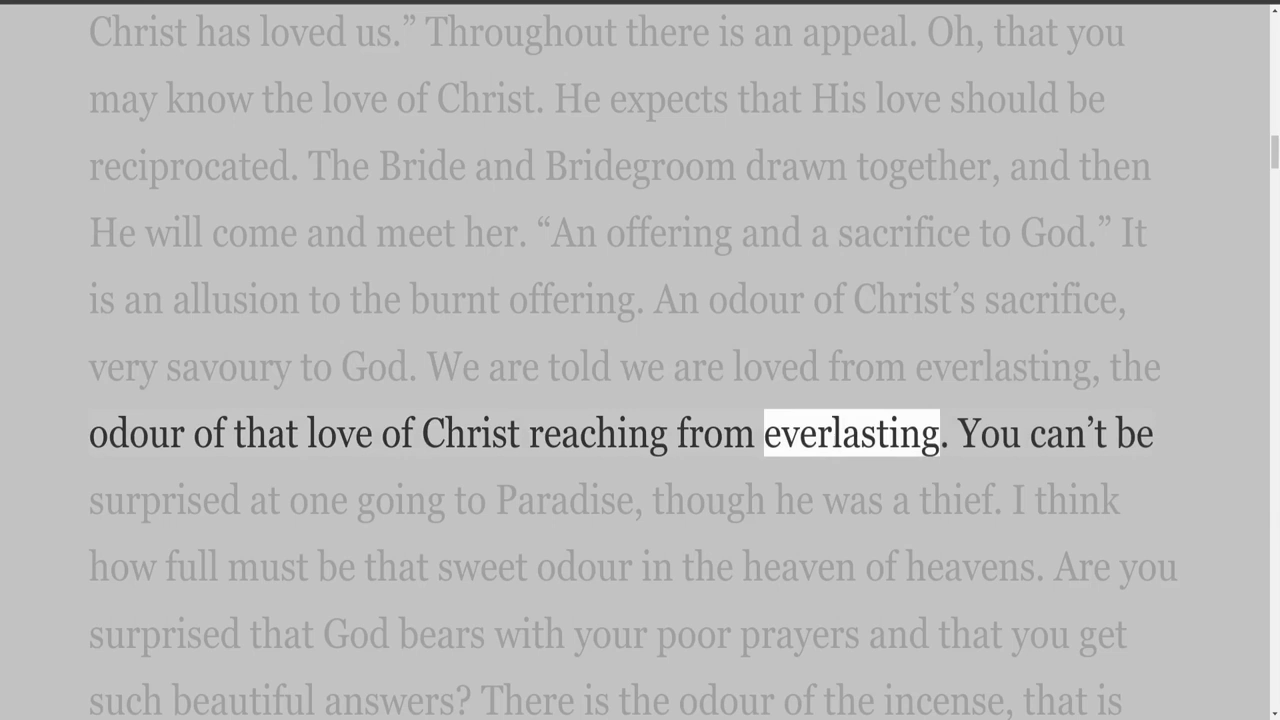 Christ has loved us.” Throughout there is an appeal. Oh, that you
may know the love of Christ. He expects that His love should be
reciprocated. The Bride and Bridegroom drawn together, and then
He will come and meet her. “An offering and a sacrifice to God.” It
is an allusion to the burnt offering. An odour of Christ’s sacrifice,
very savoury to God. We are told we are loved from everlasting, the
odour of that love of Christ reaching from everlasting. You can’t be
surprised at one going to Paradise, though he was a thief. I think
how full must be that sweet odour in the heaven of heavens. Are you
surprised that God bears with your poor prayers and that you get
such beautiful answers? There is the odour of the incense, that is